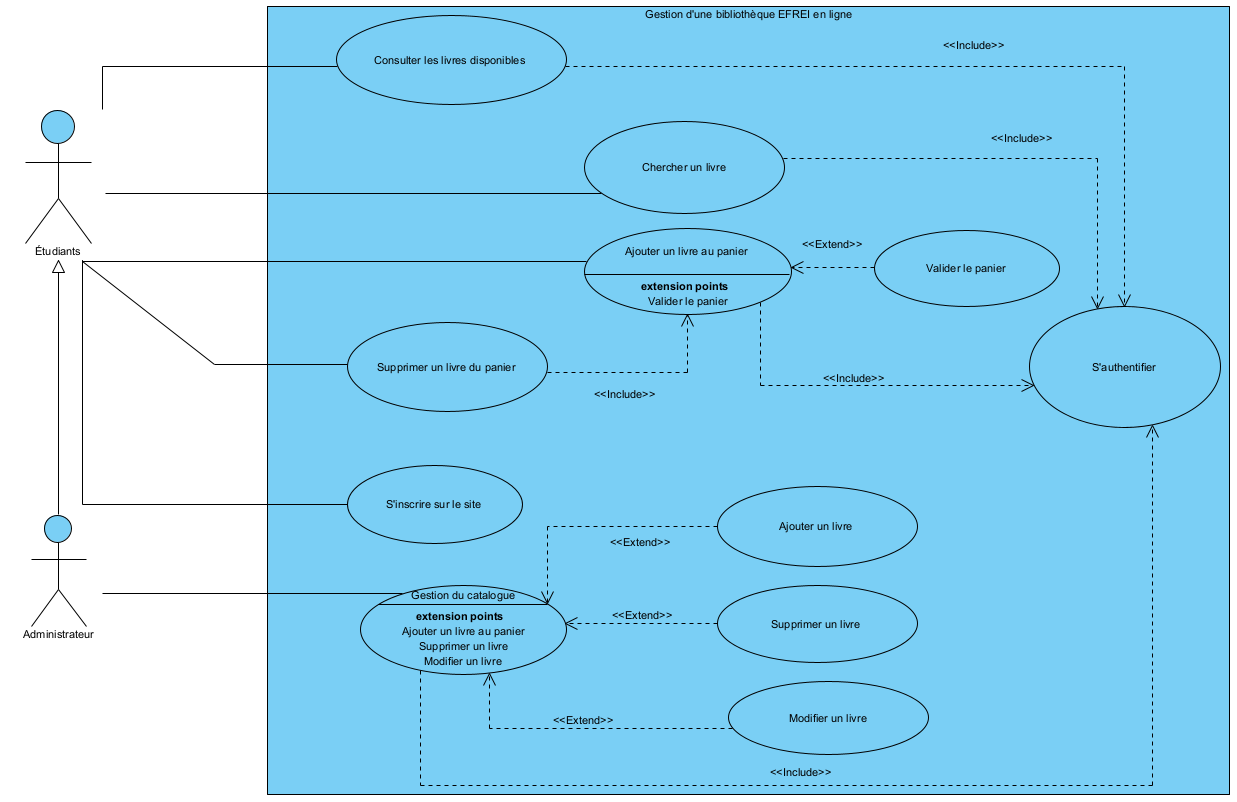 Gestion d'une bibliothèque EFREI en ligne
<<Include>>
Consulter les livres disponibles
<<Include>>
Chercher un livre
Étudiants
Ajouter un livre au panier
extension points
Valider le panier
<<Extend>>
Valider le panier
Supprimer un livre du panier
<<Include>>
<<Include>>
S'authentifier
S'inscrire sur le site
Ajouter un livre
<<Extend>>
Administrateur
Gestion du catalogue
extension points
Ajouter un livre au panier
Supprimer un livre
Modifier un livre
<<Extend>>
Supprimer un livre
<<Extend>>
Modifier un livre
<<Include>>